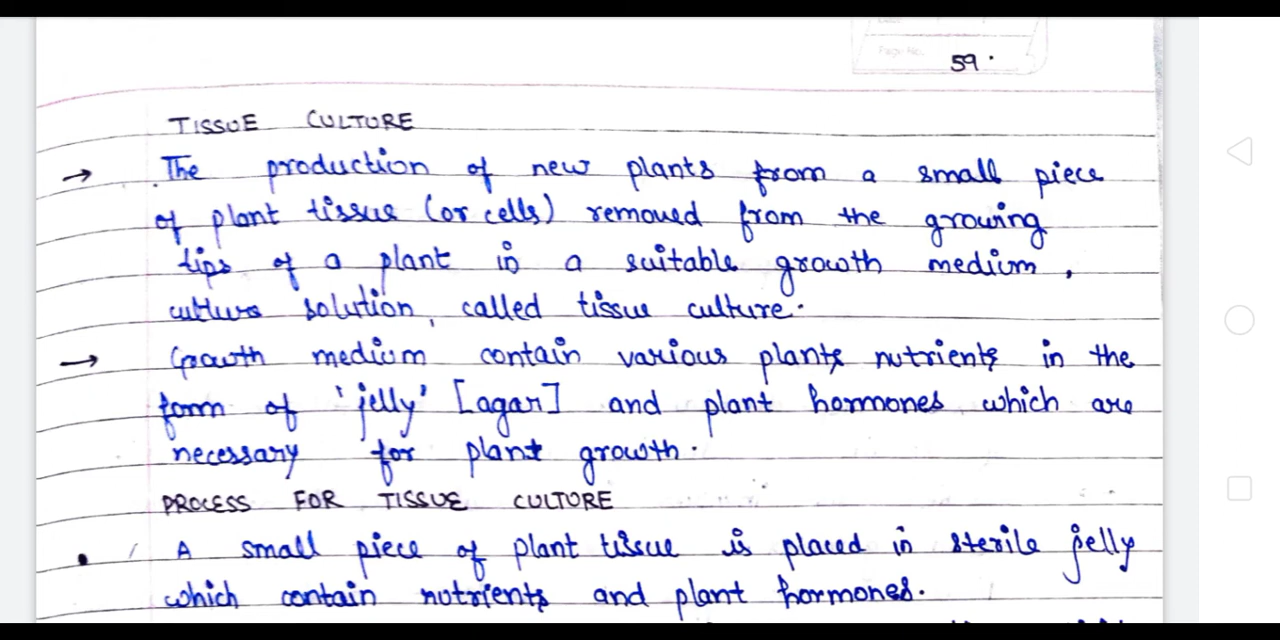 Page No.
59.
TISSUE CULTURE
→ The production of new plants from a small piece
of plant tissue (or cells) removed from the growing
tips of a plant in a suitable growth medium,
culture solution, called tissue culture.
→ Growth medium contain various plants nutrients in the
form of 'jelly' [agar] and plant hormones which are
necessary for plant growth.
PROCESS FOR TISSUE CULTURE
• A small piece of plant tissue is placed in sterile jelly
which contain nutrients and plant hormones.